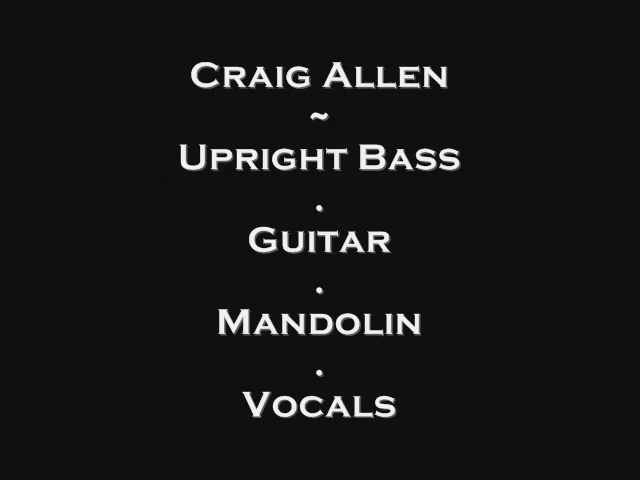 Craig Allen
~
Upright Bass
.
Guitar
.
Mandolin
.
Vocals